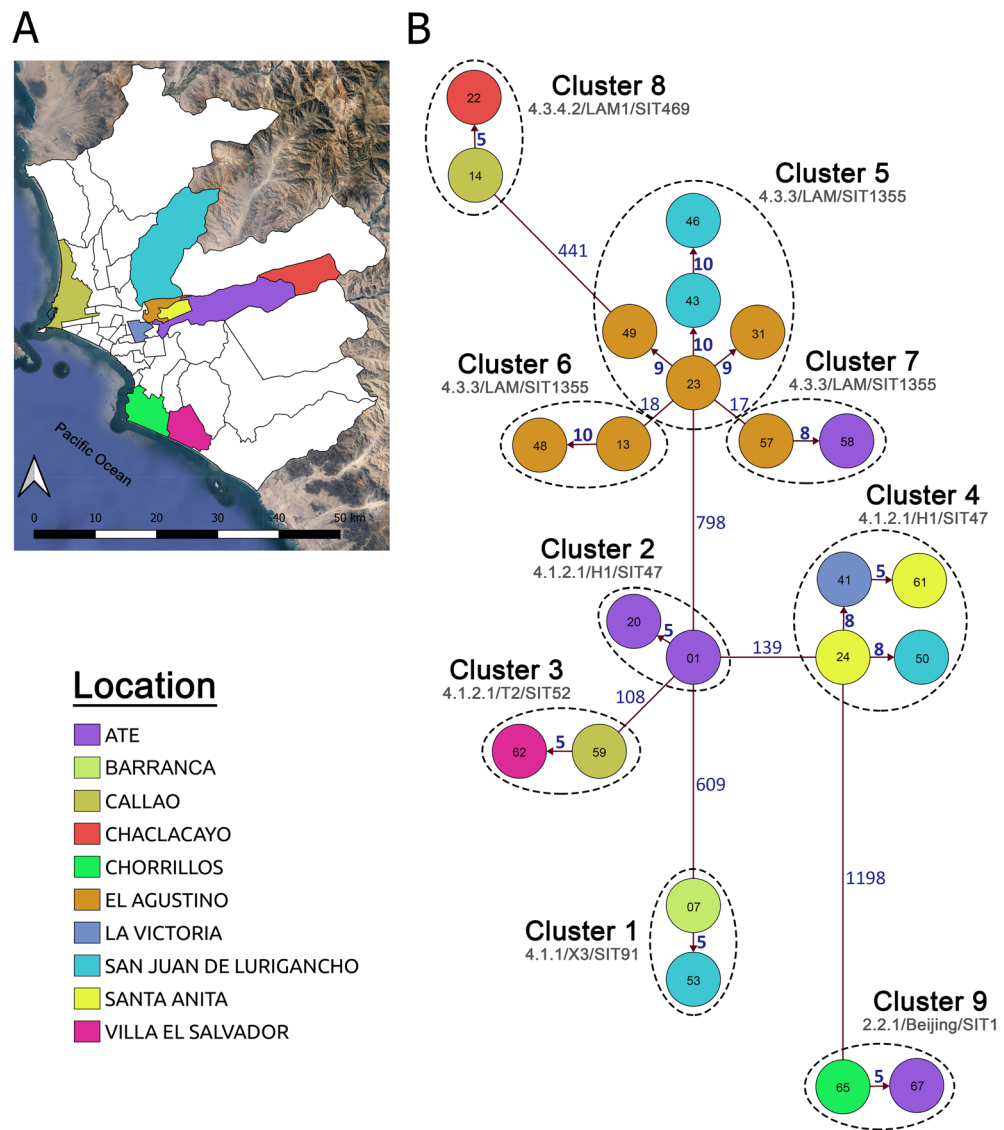 A
Pacific Ocean
0 10 20 30 40 50 km
Location
ATE
BARRANCA
CALLAO
CHACLACAYO
CHORRILLOS
EL AGUSTINO
LA VICTORIA
SAN JUAN DE LURIGANCHO
SANTA ANITA
VILLA EL SALVADOR
B
Cluster 8
4.3.4.2/LAM1/SIT469
22
5
14
441
Cluster 5
4.3.3/LAM/SIT1355
46
10
43
10
49
31
9
9
23
Cluster 6
4.3.3/LAM/SIT1355
18
48
10
13
Cluster 7
4.3.3/LAM/SIT1355
17
57
8
58
798
Cluster 2
4.1.2.1/H1/SIT47
20
5
01
139
Cluster 4
4.1.2.1/H1/SIT47
41
5
61
8
24
8
50
Cluster 3
4.1.2.1/T2/SIT52
108
62
5
59
609
Cluster 1
4.1.1/X3/SIT91
07
5
53
1198
Cluster 9
2.2.1/Beijing/SIT1
65
5
67